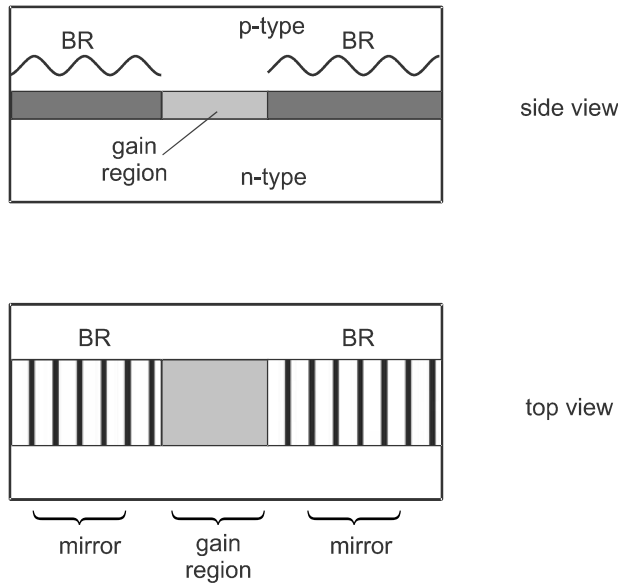 BR
p-type
BR
side view
gain
region
n-type
BR
BR
top view
mirror
gain
region
mirror